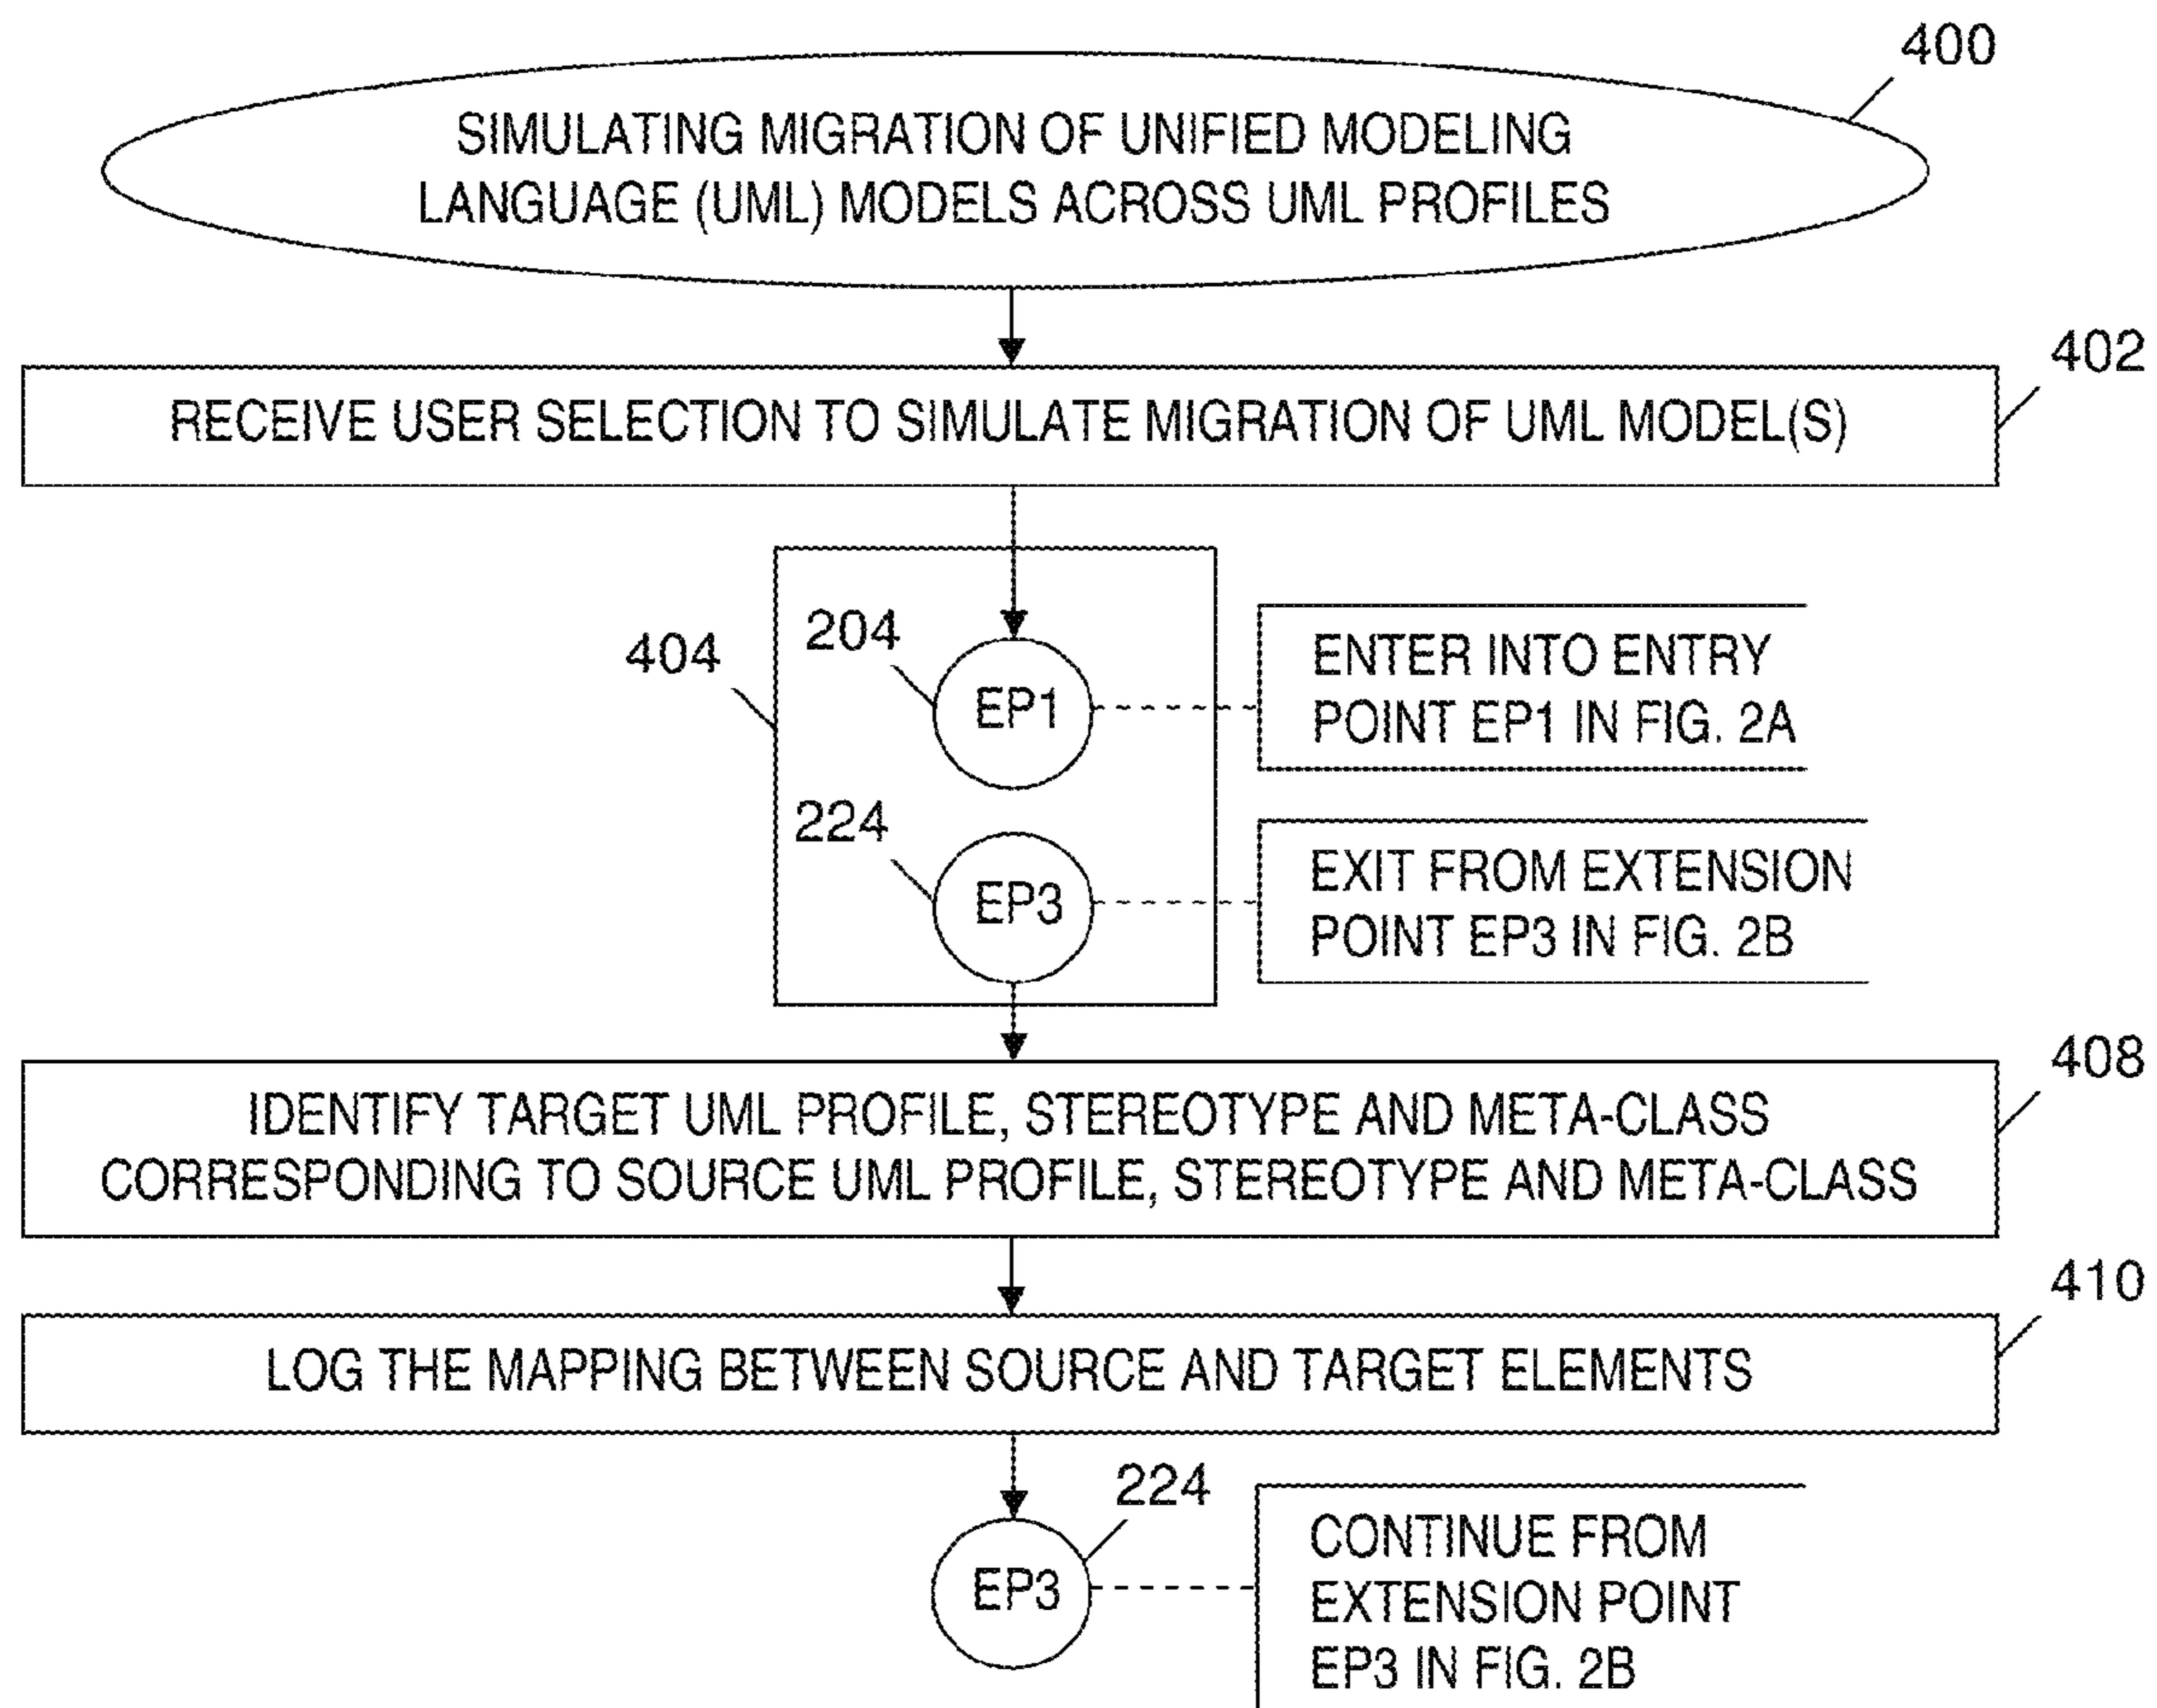 400
SIMULATING MIGRATION OF UNIFIED MODELING
LANGUAGE (UML) MODELS ACROSS UML PROFILES
402
RECEIVE USER SELECTION TO SIMULATE MIGRATION OF UML MODEL(S)
404
204
EP1
ENTER INTO ENTRY
POINT EP1 IN FIG. 2A
224
EP3
EXIT FROM EXTENSION
POINT EP3 IN FIG. 2B
408
IDENTIFY TARGET UML PROFILE, STEREOTYPE AND META-CLASS
CORRESPONDING TO SOURCE UML PROFILE, STEREOTYPE AND META-CLASS
410
LOG THE MAPPING BETWEEN SOURCE AND TARGET ELEMENTS
224
EP3
CONTINUE FROM
EXTENSION POINT
EP3 IN FIG. 2B